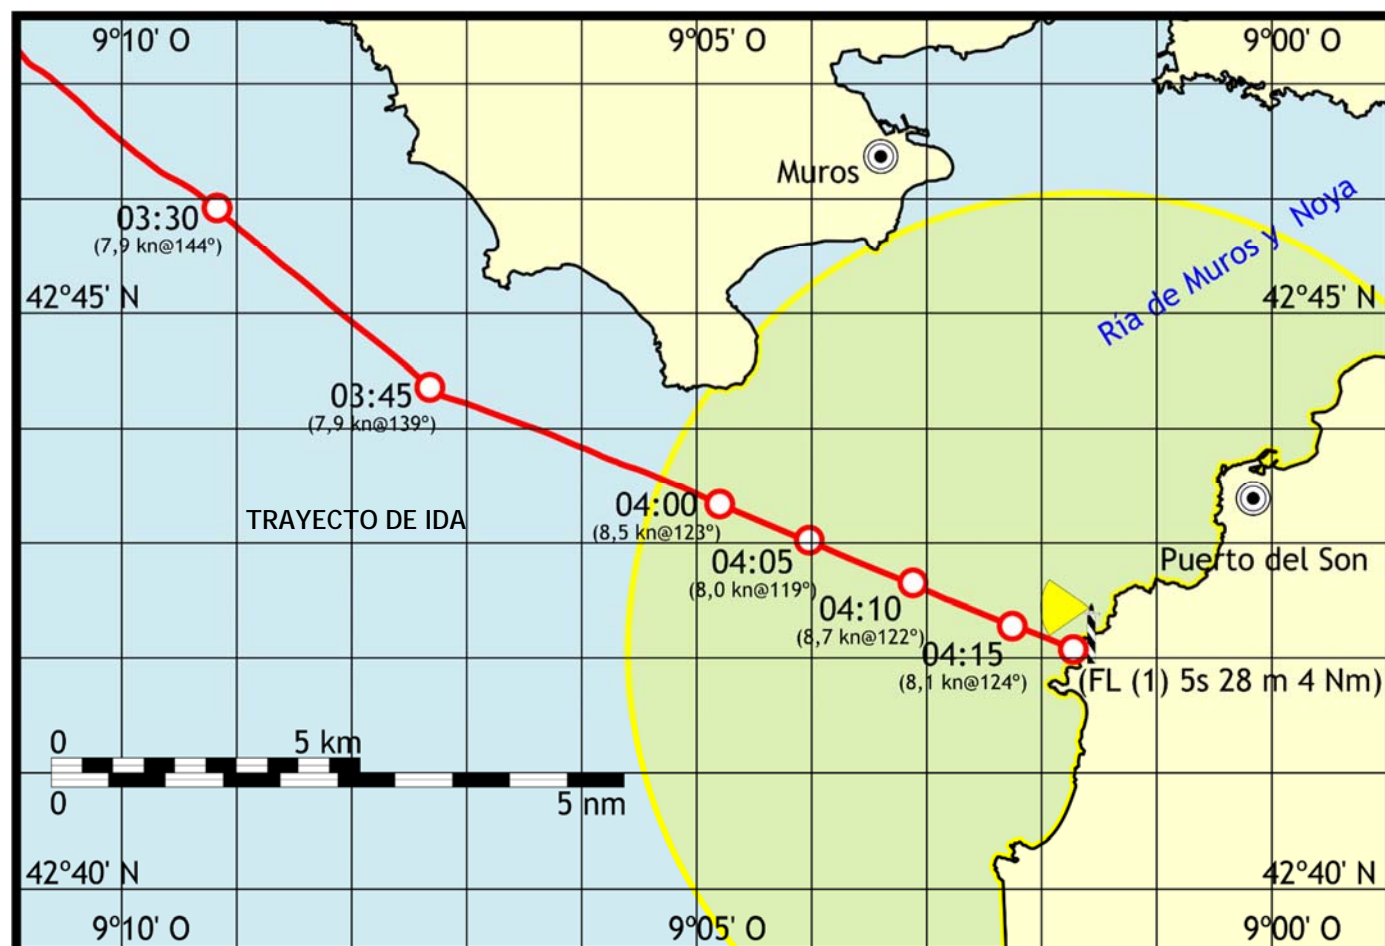 9º10' O
9º05' O
9º00' O
Muros
03:30
(7,9 kn@144º)
Ría de Muros y Noya
42º45' N
42º45' N
03:45
(7,9 kn@139º)
04:00
(8,5 kn@123º)
TRAYECTO DE IDA
04:05
(8,0 kn@119º)
Puerto del Son
04:10
(8,7 kn@122º)
04:15
(8,1 kn@124º)
(FL (1) 5s 28 m 4 Nm)
0
5 km
0
5 nm
42º40' N
42º40' N
9º10' O
9º05' O
9º00' O